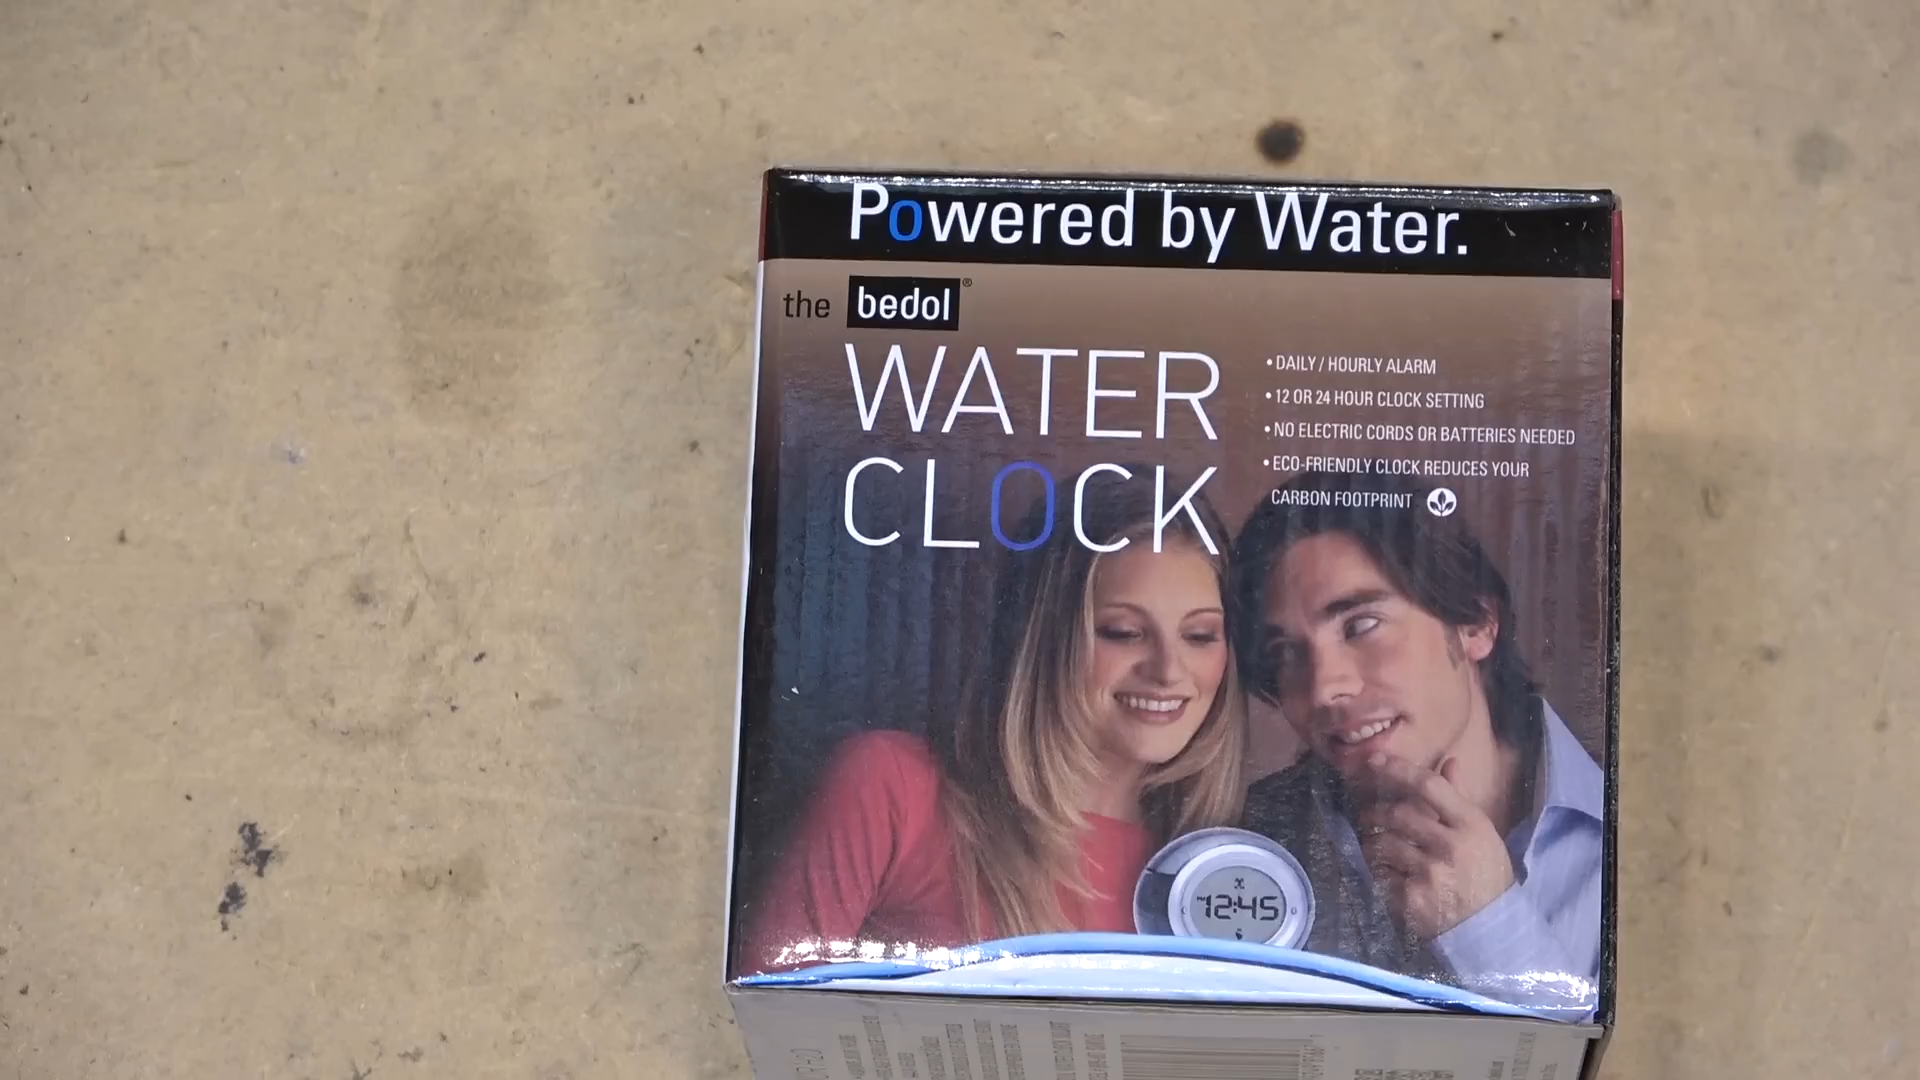 Powered by Water.
the bedol®
WATER
CLOCK
• DAILY / HOURLY ALARM
• 12 OR 24 HOUR CLOCK SETTING
• NO ELECTRIC CORDS OR BATTERIES NEEDED
• ECO-FRIENDLY CLOCK REDUCES YOUR
CARBON FOOTPRINT
12:45